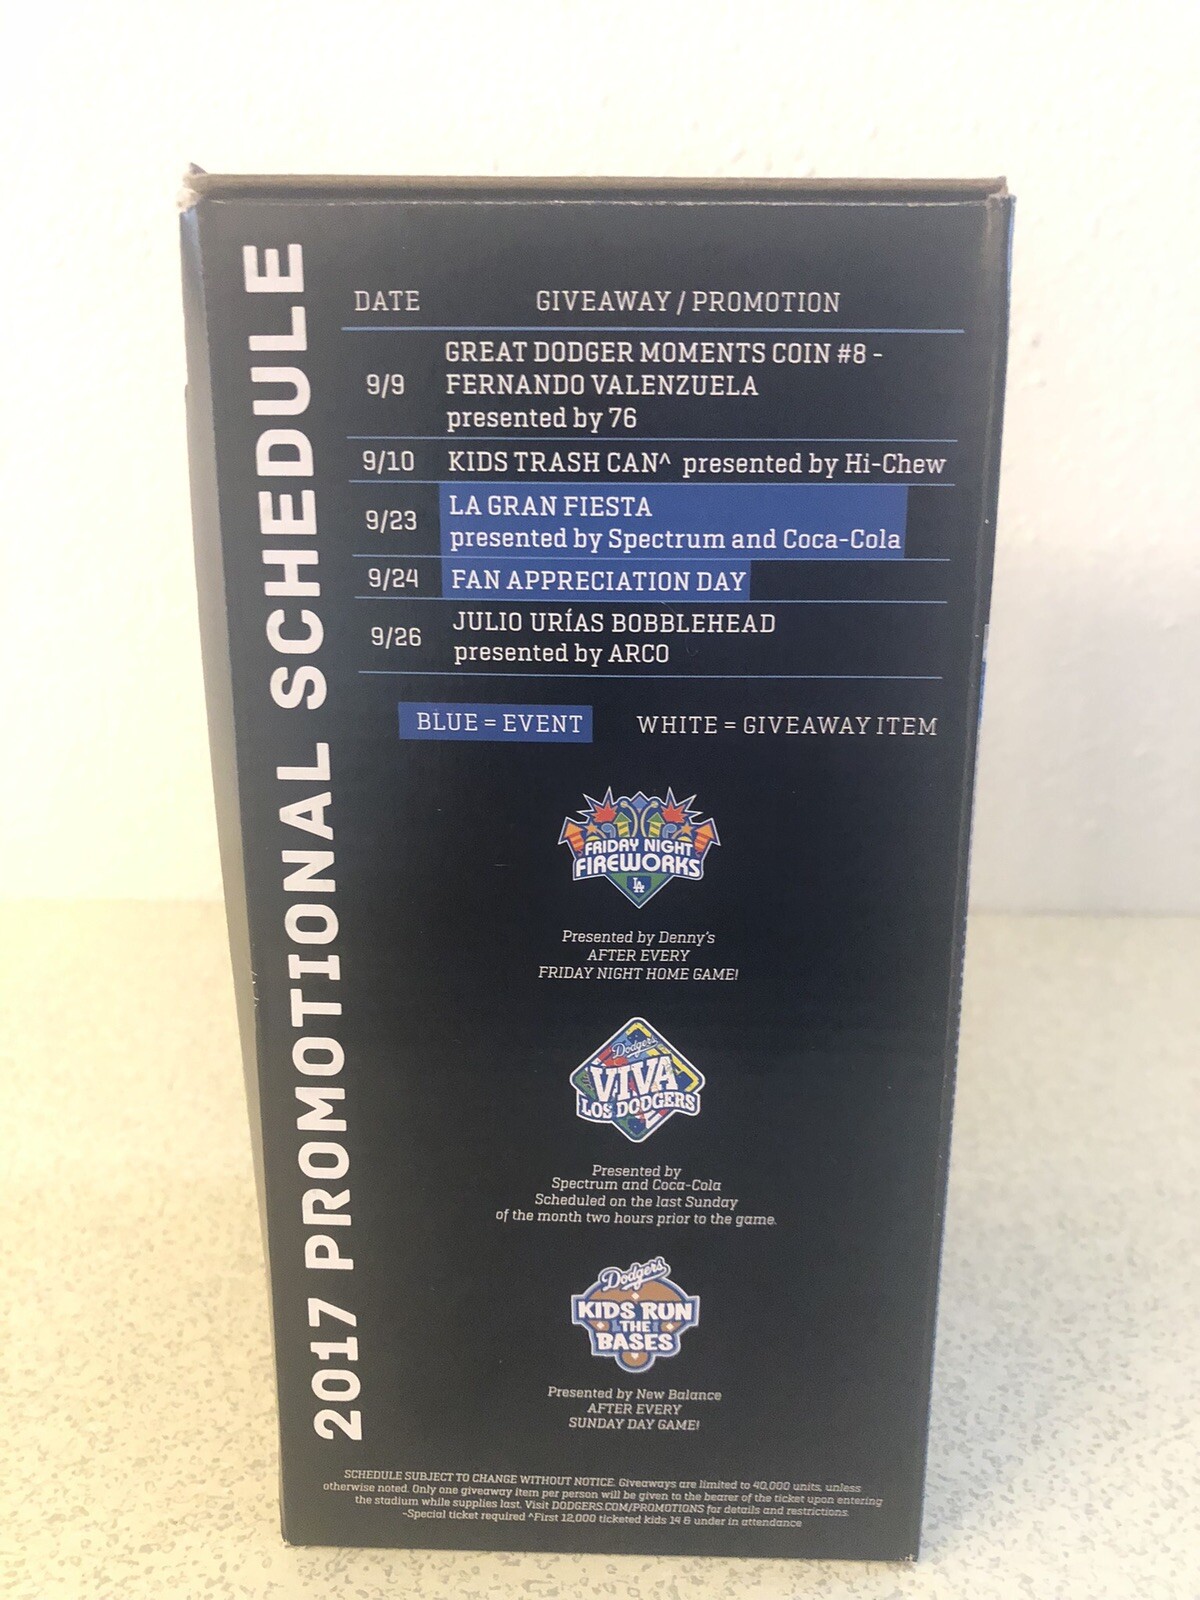 2017 PROMOTIONAL SCHEDULE
DATE GIVEAWAY / PROMOTION
9/9 GREAT DODGER MOMENTS COIN #8 -
FERNANDO VALENZUELA
presented by 76
9/10 KIDS TRASH CAN^ presented by Hi-Chew
9/23 LA GRAN FIESTA
presented by Spectrum and Coca-Cola
9/24 FAN APPRECIATION DAY
9/26 JULIO URÍAS BOBBLEHEAD
presented by ARCO
BLUE = EVENT WHITE = GIVEAWAY ITEM
FRIDAY NIGHT
FIREWORKS
LA
Presented by Denny's
AFTER EVERY
FRIDAY NIGHT HOME GAME!
Dodgers
VIVA
LOS DODGERS
Presented by
Spectrum and Coca-Cola
Scheduled on the last Sunday
of the month two hours prior to the game.
Dodgers
KIDS RUN
THE
BASES
Presented by New Balance
AFTER EVERY
SUNDAY DAY GAME!
SCHEDULE SUBJECT TO CHANGE WITHOUT NOTICE. Giveaways are limited to 40,000 units, unless
otherwise noted. Only one giveaway item per person will be given to the bearer of the ticket upon entering
the stadium while supplies last. Visit DODGERS.COM/PROMOTIONS for details and restrictions.
~Special ticket required ^First 12,000 ticketed kids 14 & under in attendance